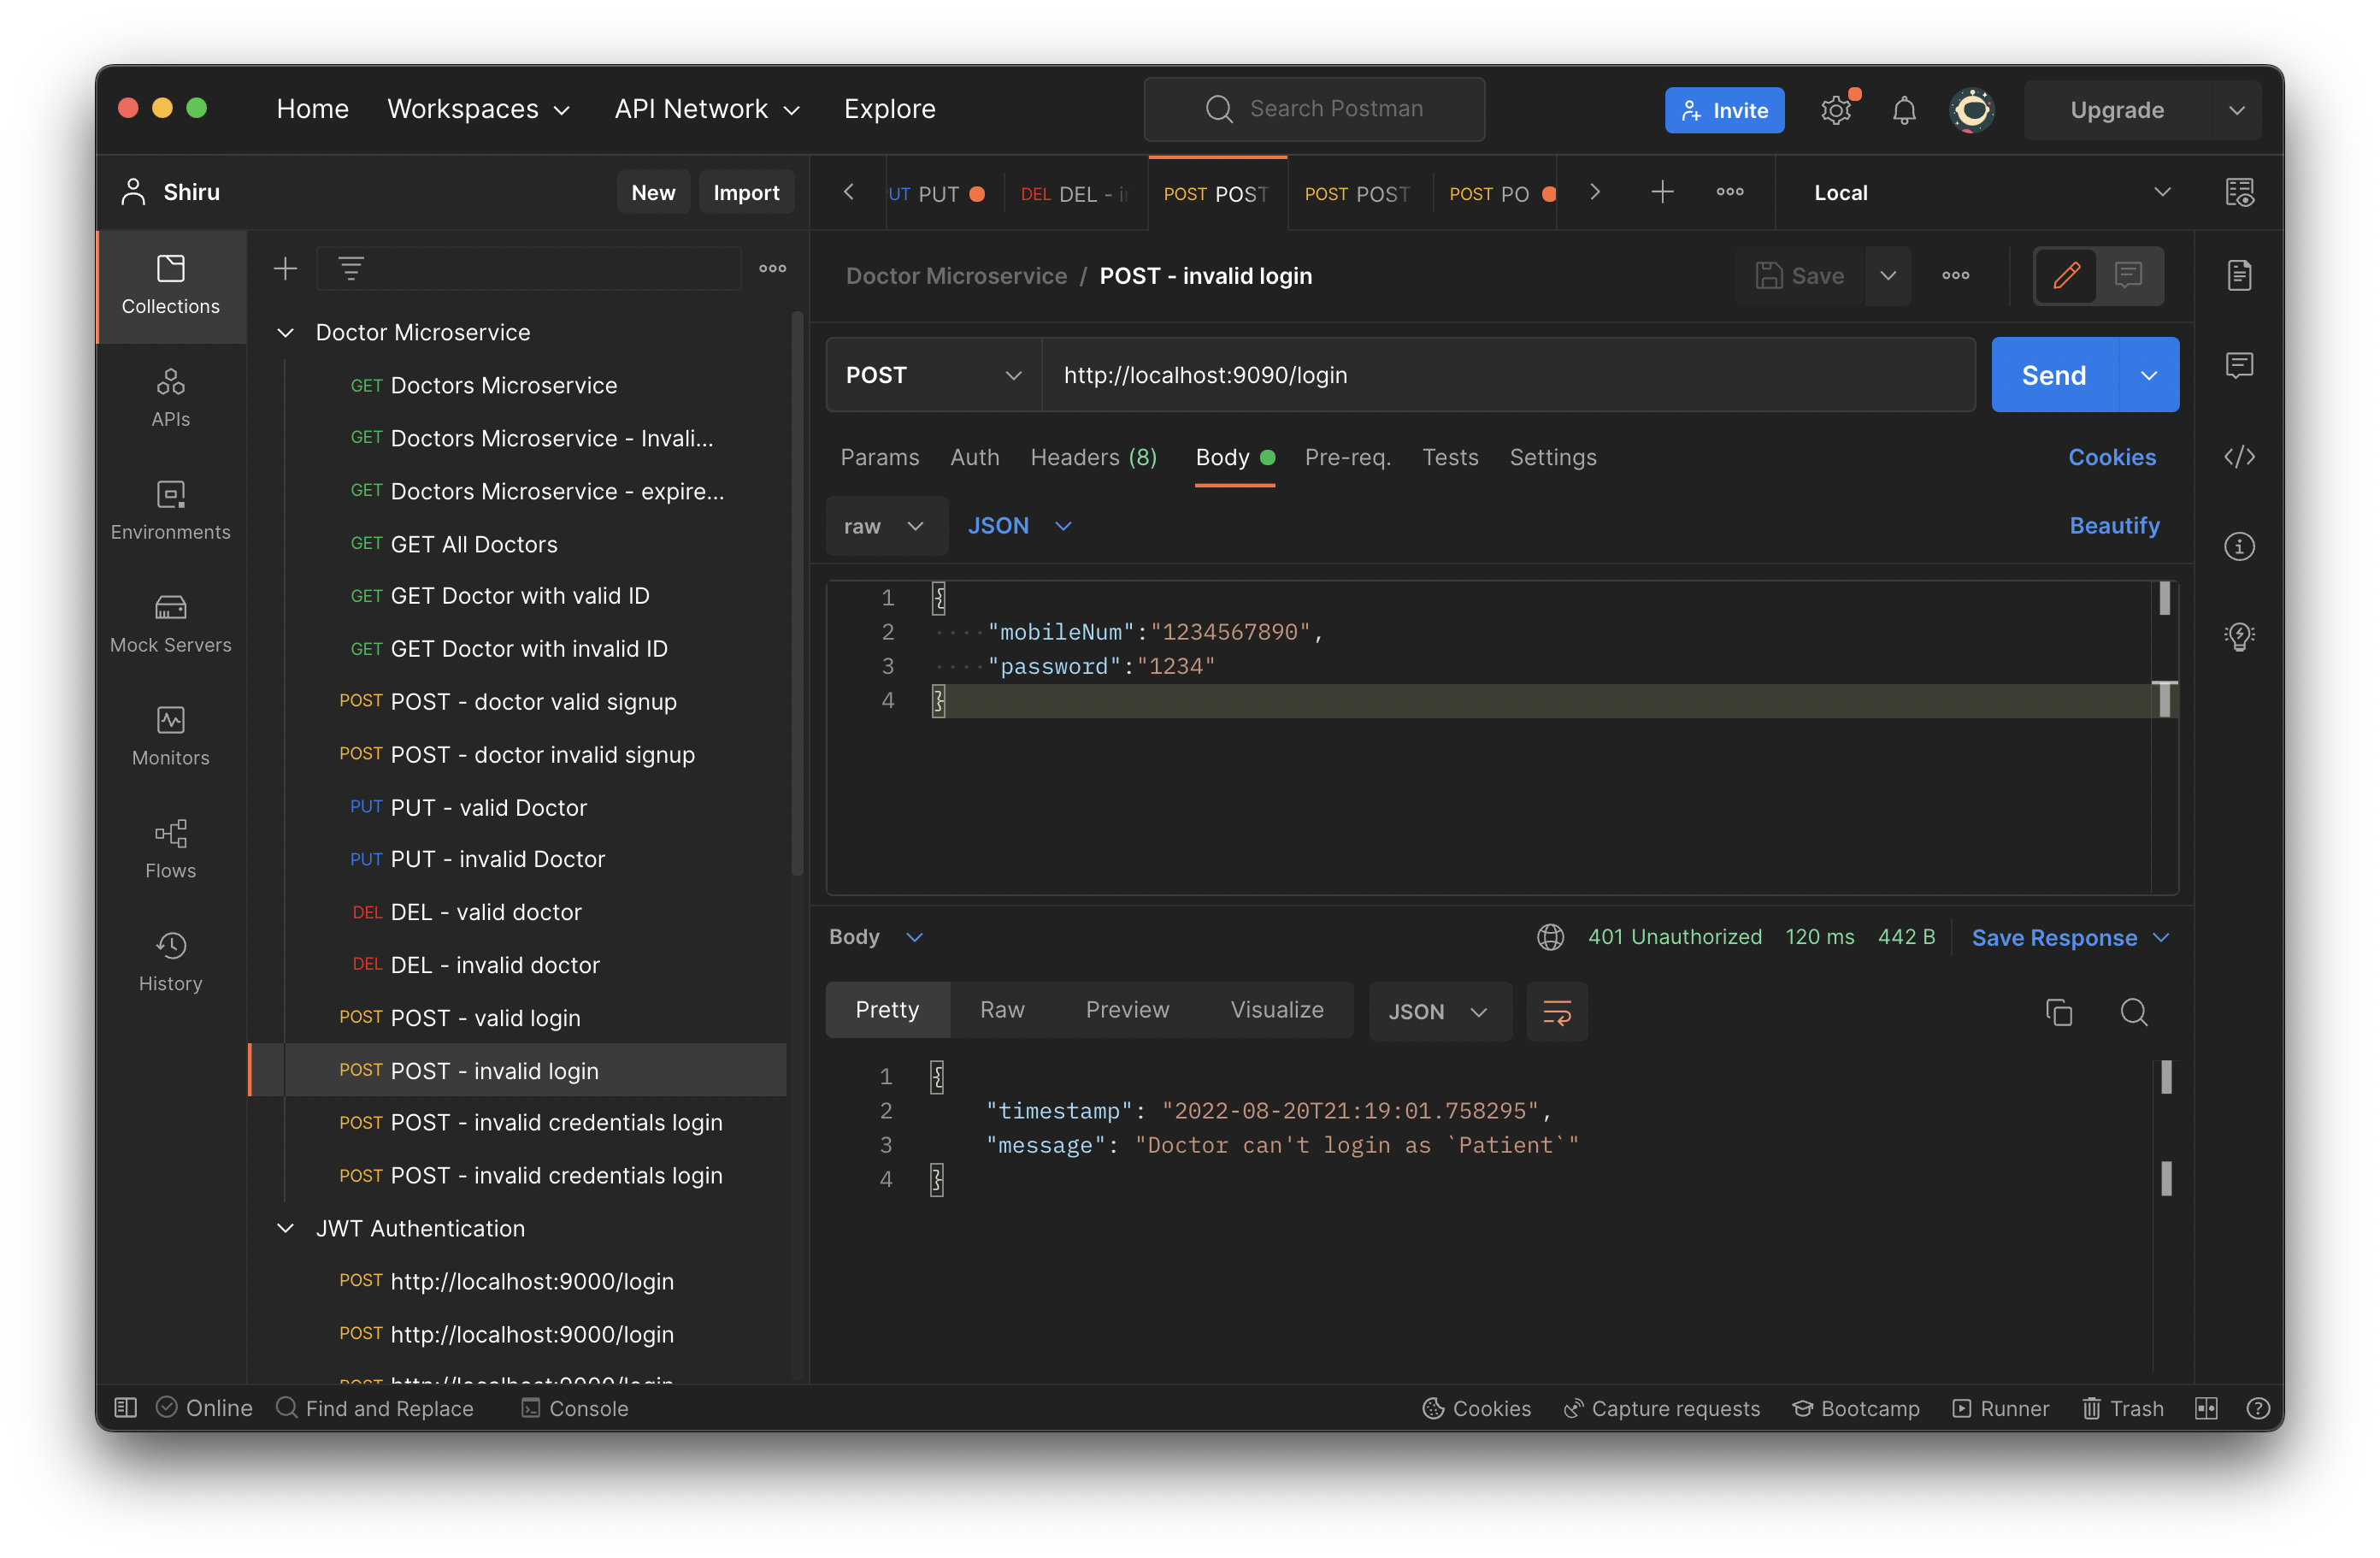 Home Workspaces API Network Explore Search Postman Invite Upgrade
Shiru New Import
PUT DEL DEL - POST POST POST POST PO Local
Collections
APIs
Environments
Mock Servers
Monitors
Flows
History
Doctor Microservice
GET Doctors Microservice
GET Doctors Microservice - Invali...
GET Doctors Microservice - expire...
GET GET All Doctors
GET GET Doctor with valid ID
GET GET Doctor with invalid ID
POST POST - doctor valid signup
POST POST - doctor invalid signup
PUT PUT - valid Doctor
PUT PUT - invalid Doctor
DEL DEL - valid doctor
DEL DEL - invalid doctor
POST POST - valid login
POST POST - invalid login
POST POST - invalid credentials login
POST POST - invalid credentials login
JWT Authentication
POST http://localhost:9000/login
POST http://localhost:9000/login
Doctor Microservice / POST - invalid login Save
POST http://localhost:9090/login Send
Params Auth Headers (8) Body Pre-req. Tests Settings Cookies
raw JSON Beautify
1 {
2 "mobileNum":"1234567890",
3 "password":"1234"
4 }
Body 401 Unauthorized 120 ms 442 B Save Response
Pretty Raw Preview Visualize JSON
1 {
2 "timestamp": "2022-08-20T21:19:01.758295",
3 "message": "Doctor can't login as `Patient`"
4 }
Online Find and Replace Console Cookies Capture requests Bootcamp Runner Trash